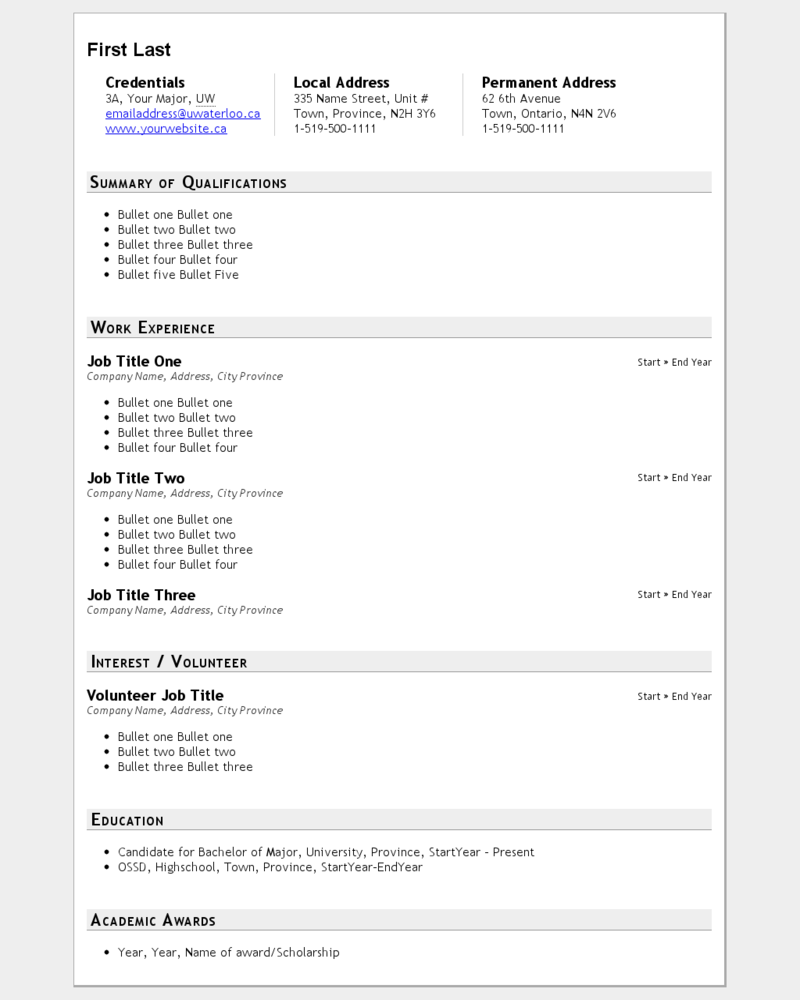 First Last
Credentials
3A, Your Major, UW
emailaddress@uwaterloo.ca
www.yourwebsite.ca
Local Address
335 Name Street, Unit #
Town, Province, N2H 3Y6
1-519-500-1111
Permanent Address
62 6th Avenue
Town, Ontario, N4N 2V6
1-519-500-1111
Summary of Qualifications
• Bullet one Bullet one
• Bullet two Bullet two
• Bullet three Bullet three
• Bullet four Bullet four
• Bullet five Bullet Five
Work Experience
Job Title One Start » End Year
Company Name, Address, City Province
• Bullet one Bullet one
• Bullet two Bullet two
• Bullet three Bullet three
• Bullet four Bullet four
Job Title Two Start » End Year
Company Name, Address, City Province
• Bullet one Bullet one
• Bullet two Bullet two
• Bullet three Bullet three
• Bullet four Bullet four
Job Title Three Start » End Year
Company Name, Address, City Province
Interest / Volunteer
Volunteer Job Title Start » End Year
Company Name, Address, City Province
• Bullet one Bullet one
• Bullet two Bullet two
• Bullet three Bullet three
Education
• Candidate for Bachelor of Major, University, Province, StartYear - Present
• OSSD, Highschool, Town, Province, StartYear-EndYear
Academic Awards
• Year, Year, Name of award/Scholarship